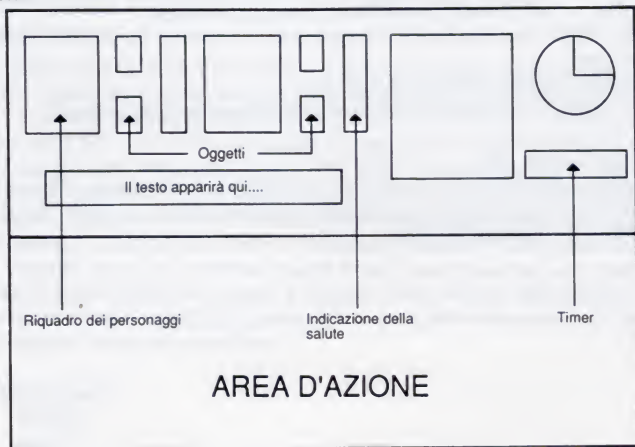 Oggetti
Il testo apparirà qui....
Riquadro dei personaggi
Indicazione della
salute
Timer
AREA D'AZIONE